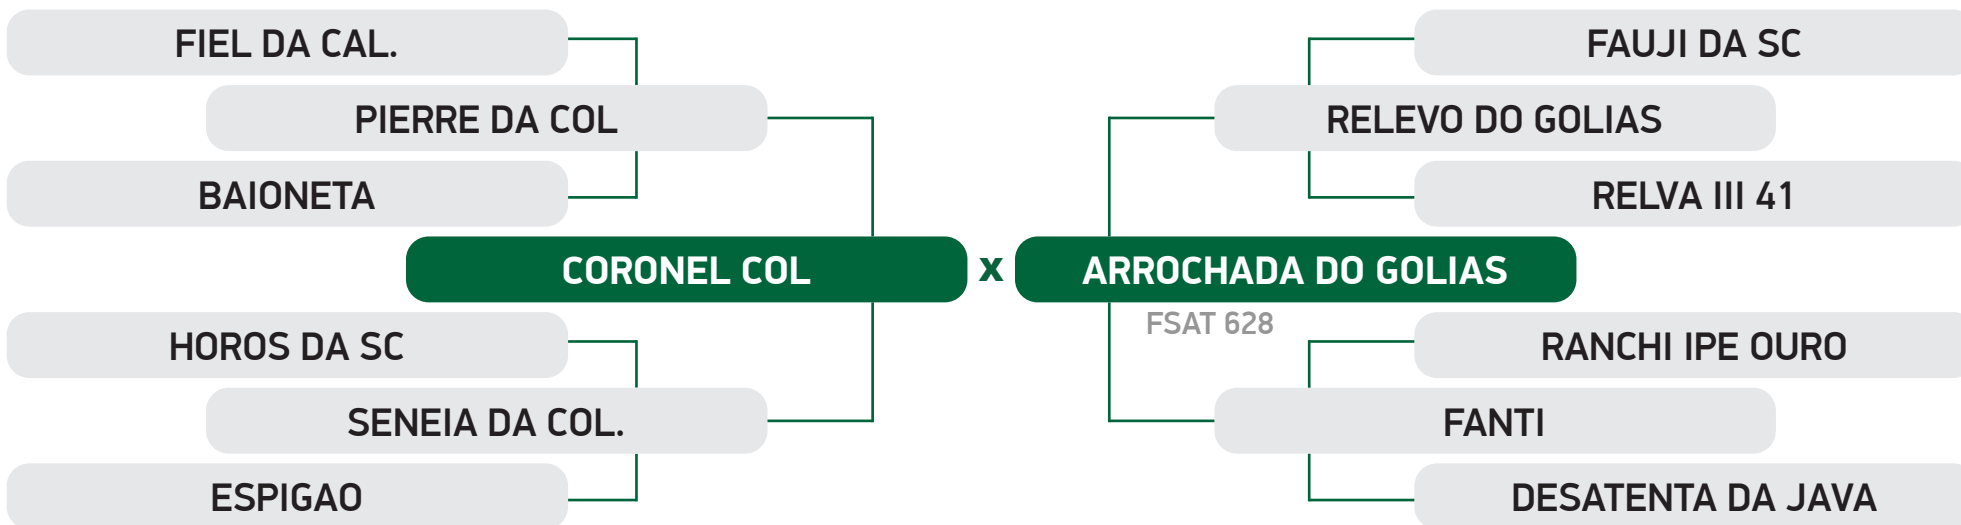 FIEL DA CAL.
FAUJI DA SC
PIERRE DA COL
RELEVO DO GOLIAS
BAIONETA
RELVA III 41
CORONEL COL x ARROCHADA DO GOLIAS
FSAT 628
HOROS DA SC
RANCHI IPE OURO
SENEIA DA COL.
FANTI
ESPIGAO
DESATENTA DA JAVA